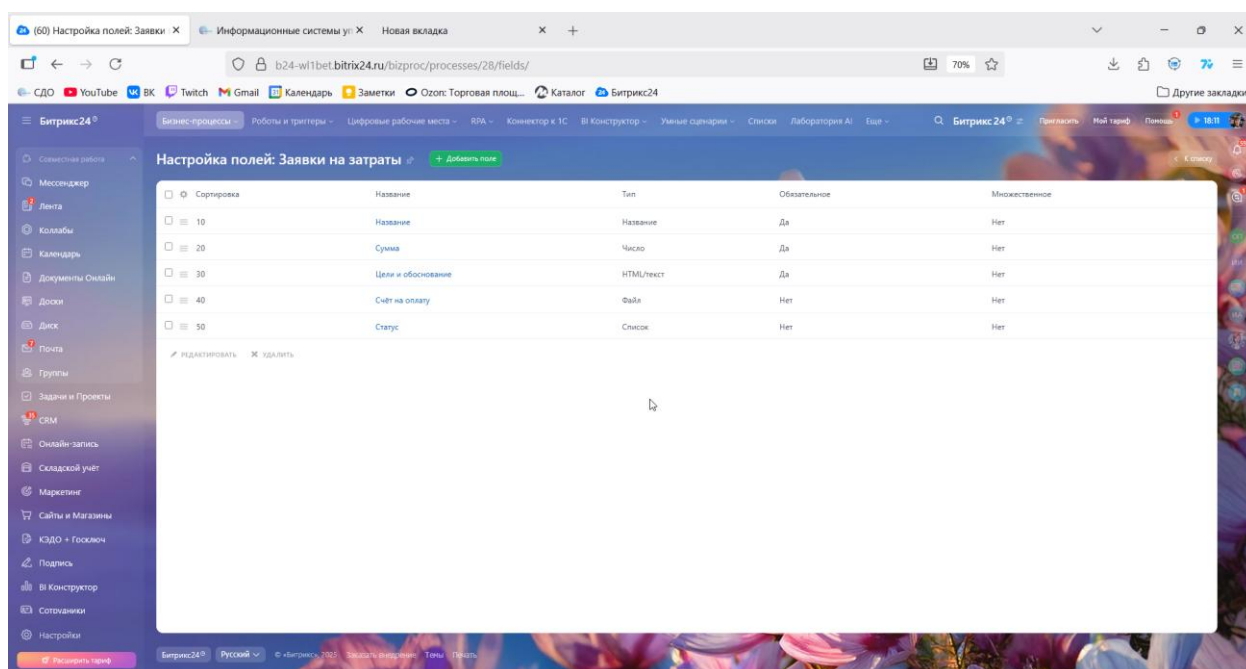 (60) Настройка полей: Заявки
Информационные системы уп
Новая вкладка
b24-wl1bet.bitrix24.ru/bizproc/processes/28/fields/
70%
СДО YouTube ВК Twitch Gmail Календарь Заметки Ozon: Торговая площ... Каталог Битрикс24 Другие закладки
Битрикс24 Бизнес-процессы Роботы и триггеры Цифровые рабочие места RPA Коннектор к 1С BI Конструктор Умные сценарии Списки Лаборатория AI Еще Битрикс24 Пригласить Мой тариф Помощь 18:11
Совместная работа
Мессенджер
Лента
Коллабы
Календарь
Документы Онлайн
Доски
Диск
Почта
Группы
Задачи и Проекты
CRM
Онлайн-запись
Складской учёт
Маркетинг
Сайты и Магазины
КЭДО + Госключ
Подпись
BI Конструктор
Сотрудники
Настройки
Расширить тариф
Настройка полей: Заявки на затраты + Добавить поле К списку
Сортировка Название Тип Обязательное Множественное
10 Название Название Да Нет
20 Сумма Число Да Нет
30 Цели и обоснование HTML/текст Да Нет
40 Счёт на оплату Файл Нет Нет
50 Статус Список Нет Нет
РЕДАКТИРОВАТЬ УДАЛИТЬ
Битрикс24 Русский © «Битрикс», 2025 Заказать внедрение Темы Печать